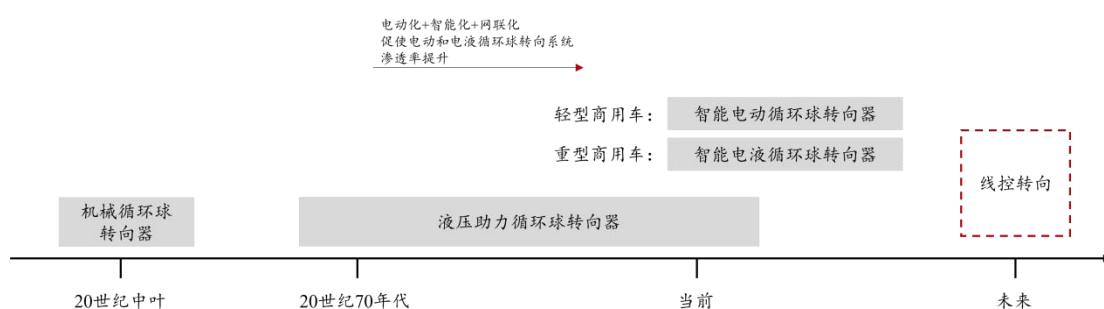 电动化+智能化+网联化
促使电动和电液循环球转向系统
渗透率提升
轻型商用车：
智能电动循环球转向器
重型商用车：
智能电液循环球转向器
线控转向
机械循环球
转向器
液压助力循环球转向器
20世纪中叶
20世纪70年代
当前
未来